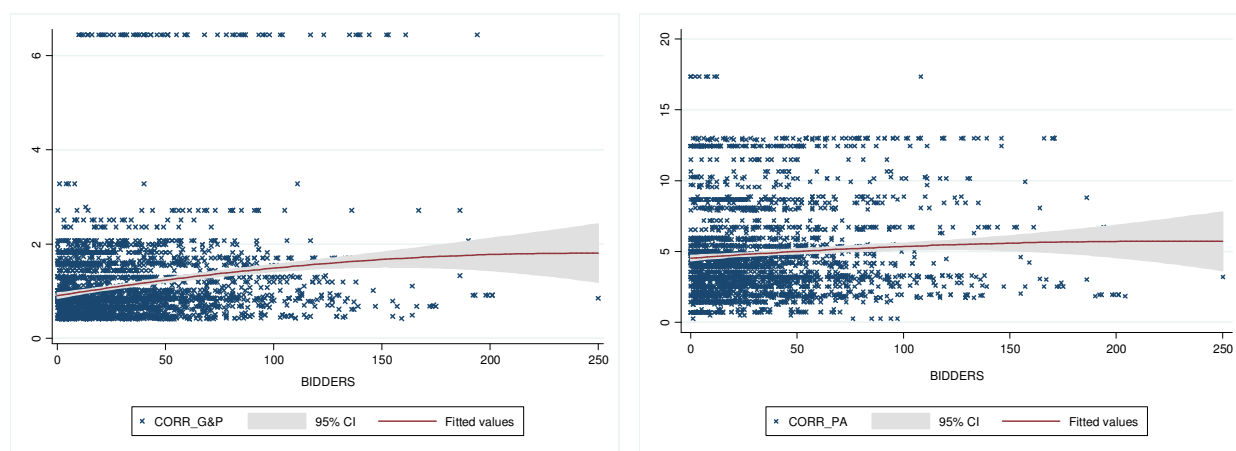 6
4
2
0
0 50 100 150 200 250
BIDDERS
CORR_G&P 95% CI Fitted values
20
15
10
5
0
0 50 100 150 200 250
BIDDERS
CORR_PA 95% CI Fitted values